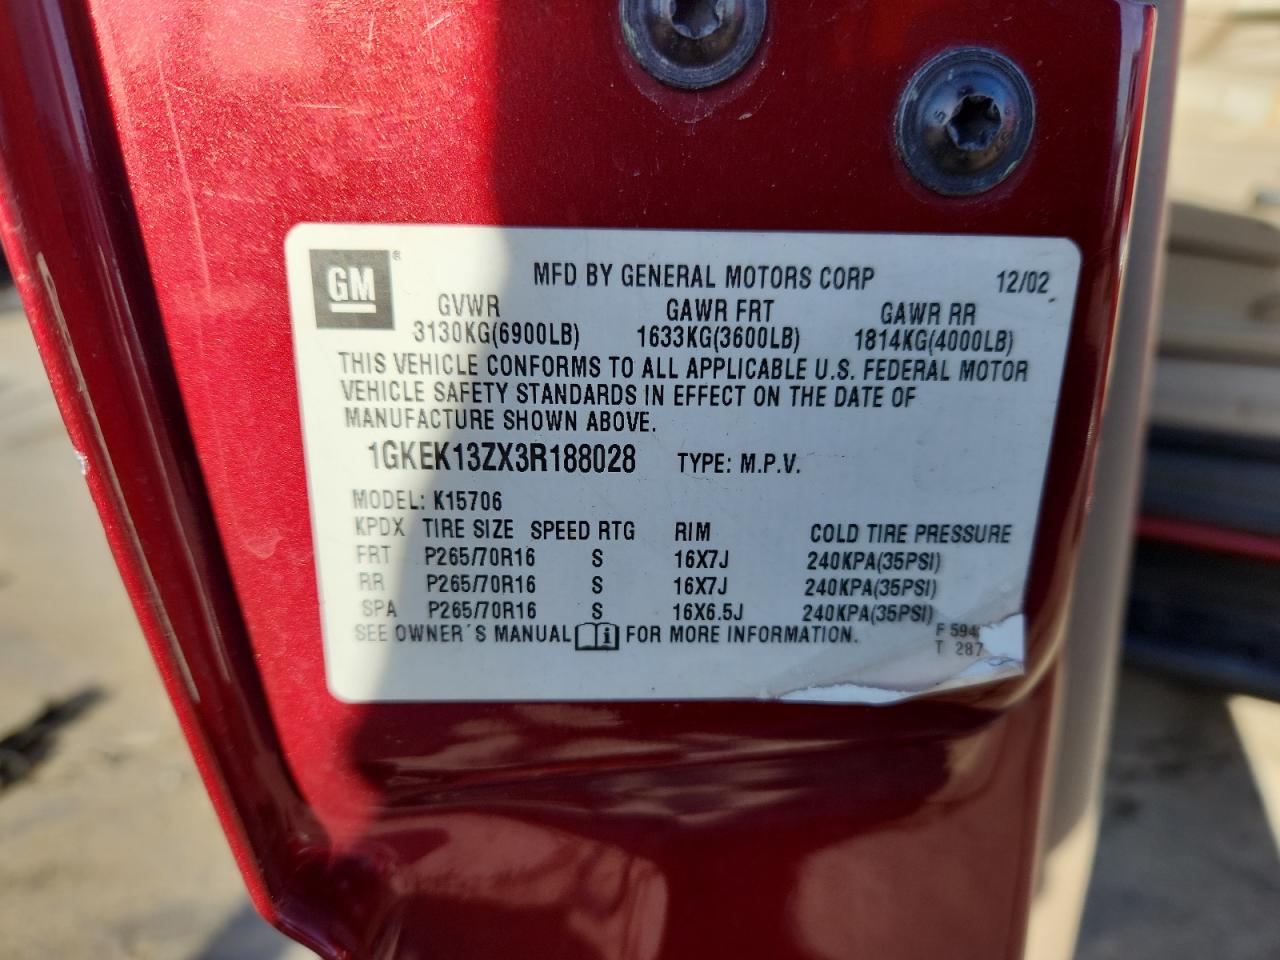 GM®
MFD BY GENERAL MOTORS CORP 12/02
GVWR GAWR FRT GAWR RR
3130KG(6900LB) 1633KG(3600LB) 1814KG(4000LB)
THIS VEHICLE CONFORMS TO ALL APPLICABLE U.S. FEDERAL MOTOR
VEHICLE SAFETY STANDARDS IN EFFECT ON THE DATE OF
MANUFACTURE SHOWN ABOVE.
1GKEK13ZX3R188028 TYPE: M.P.V.
MODEL: K15706
KPDX TIRE SIZE SPEED RTG RIM COLD TIRE PRESSURE
FRT P265/70R16 S 16X7J 240KPA(35PSI)
RR P265/70R16 S 16X7J 240KPA(35PSI)
SPA P265/70R16 S 16X6.5J 240KPA(35PSI)
SEE OWNER'S MANUAL FOR MORE INFORMATION. F
T 287